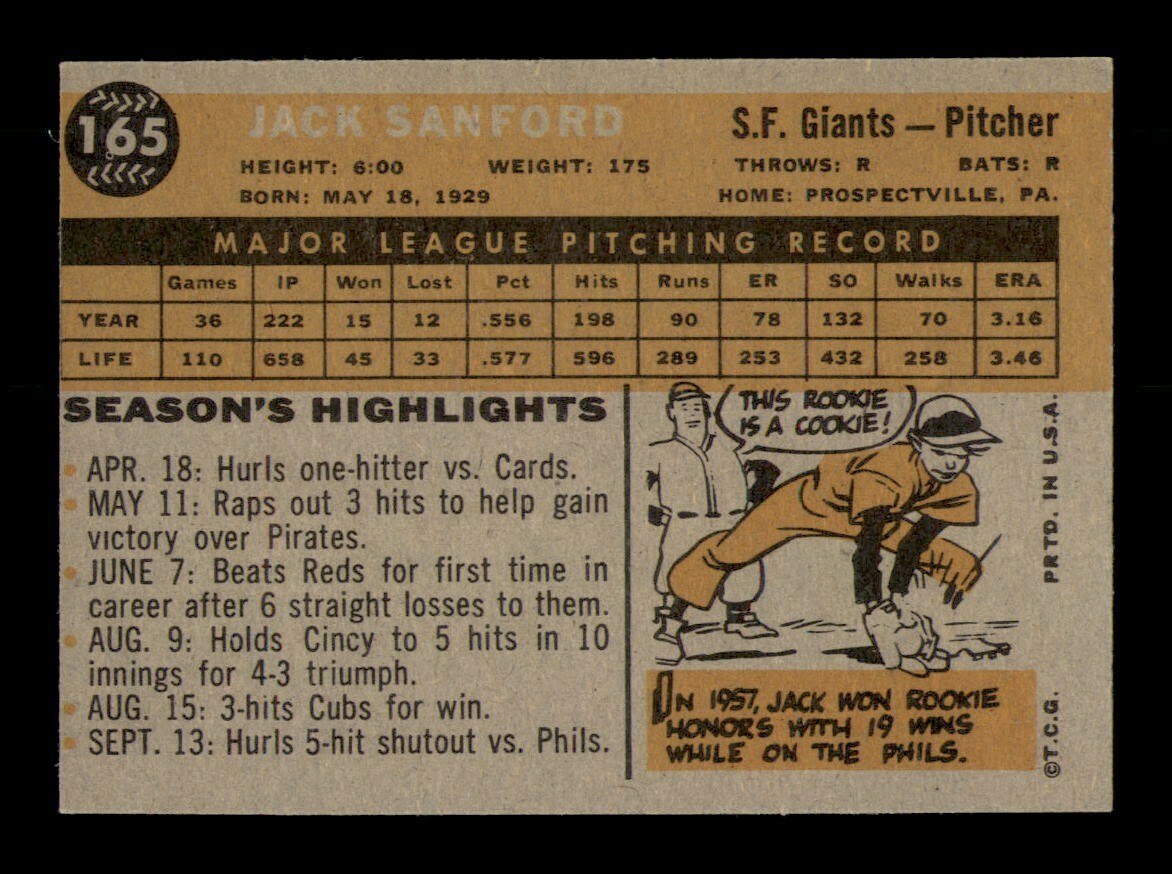 165
JACK SANFORD
S.F. Giants — Pitcher
HEIGHT: 6:00 WEIGHT: 175 THROWS: R BATS: R
BORN: MAY 18, 1929 HOME: PROSPECTVILLE, PA.
MAJOR LEAGUE PITCHING RECORD
Games IP Won Lost Pct Hits Runs ER SO Walks ERA
YEAR 36 222 15 12 .556 198 90 78 132 70 3.16
LIFE 110 658 45 33 .577 596 289 253 432 258 3.46
SEASON'S HIGHLIGHTS
• APR. 18: Hurls one-hitter vs. Cards.
• MAY 11: Raps out 3 hits to help gain
victory over Pirates.
• JUNE 7: Beats Reds for first time in
career after 6 straight losses to them.
• AUG. 9: Holds Cincy to 5 hits in 10
innings for 4-3 triumph.
• AUG. 15: 3-hits Cubs for win.
• SEPT. 13: Hurls 5-hit shutout vs. Phils.
THIS ROOKIE
IS A COOKIE!
IN 1957, JACK WON ROOKIE
HONORS WITH 19 WINS
WHILE ON THE PHILS.
©T.C.G. PRTD. IN U.S.A.